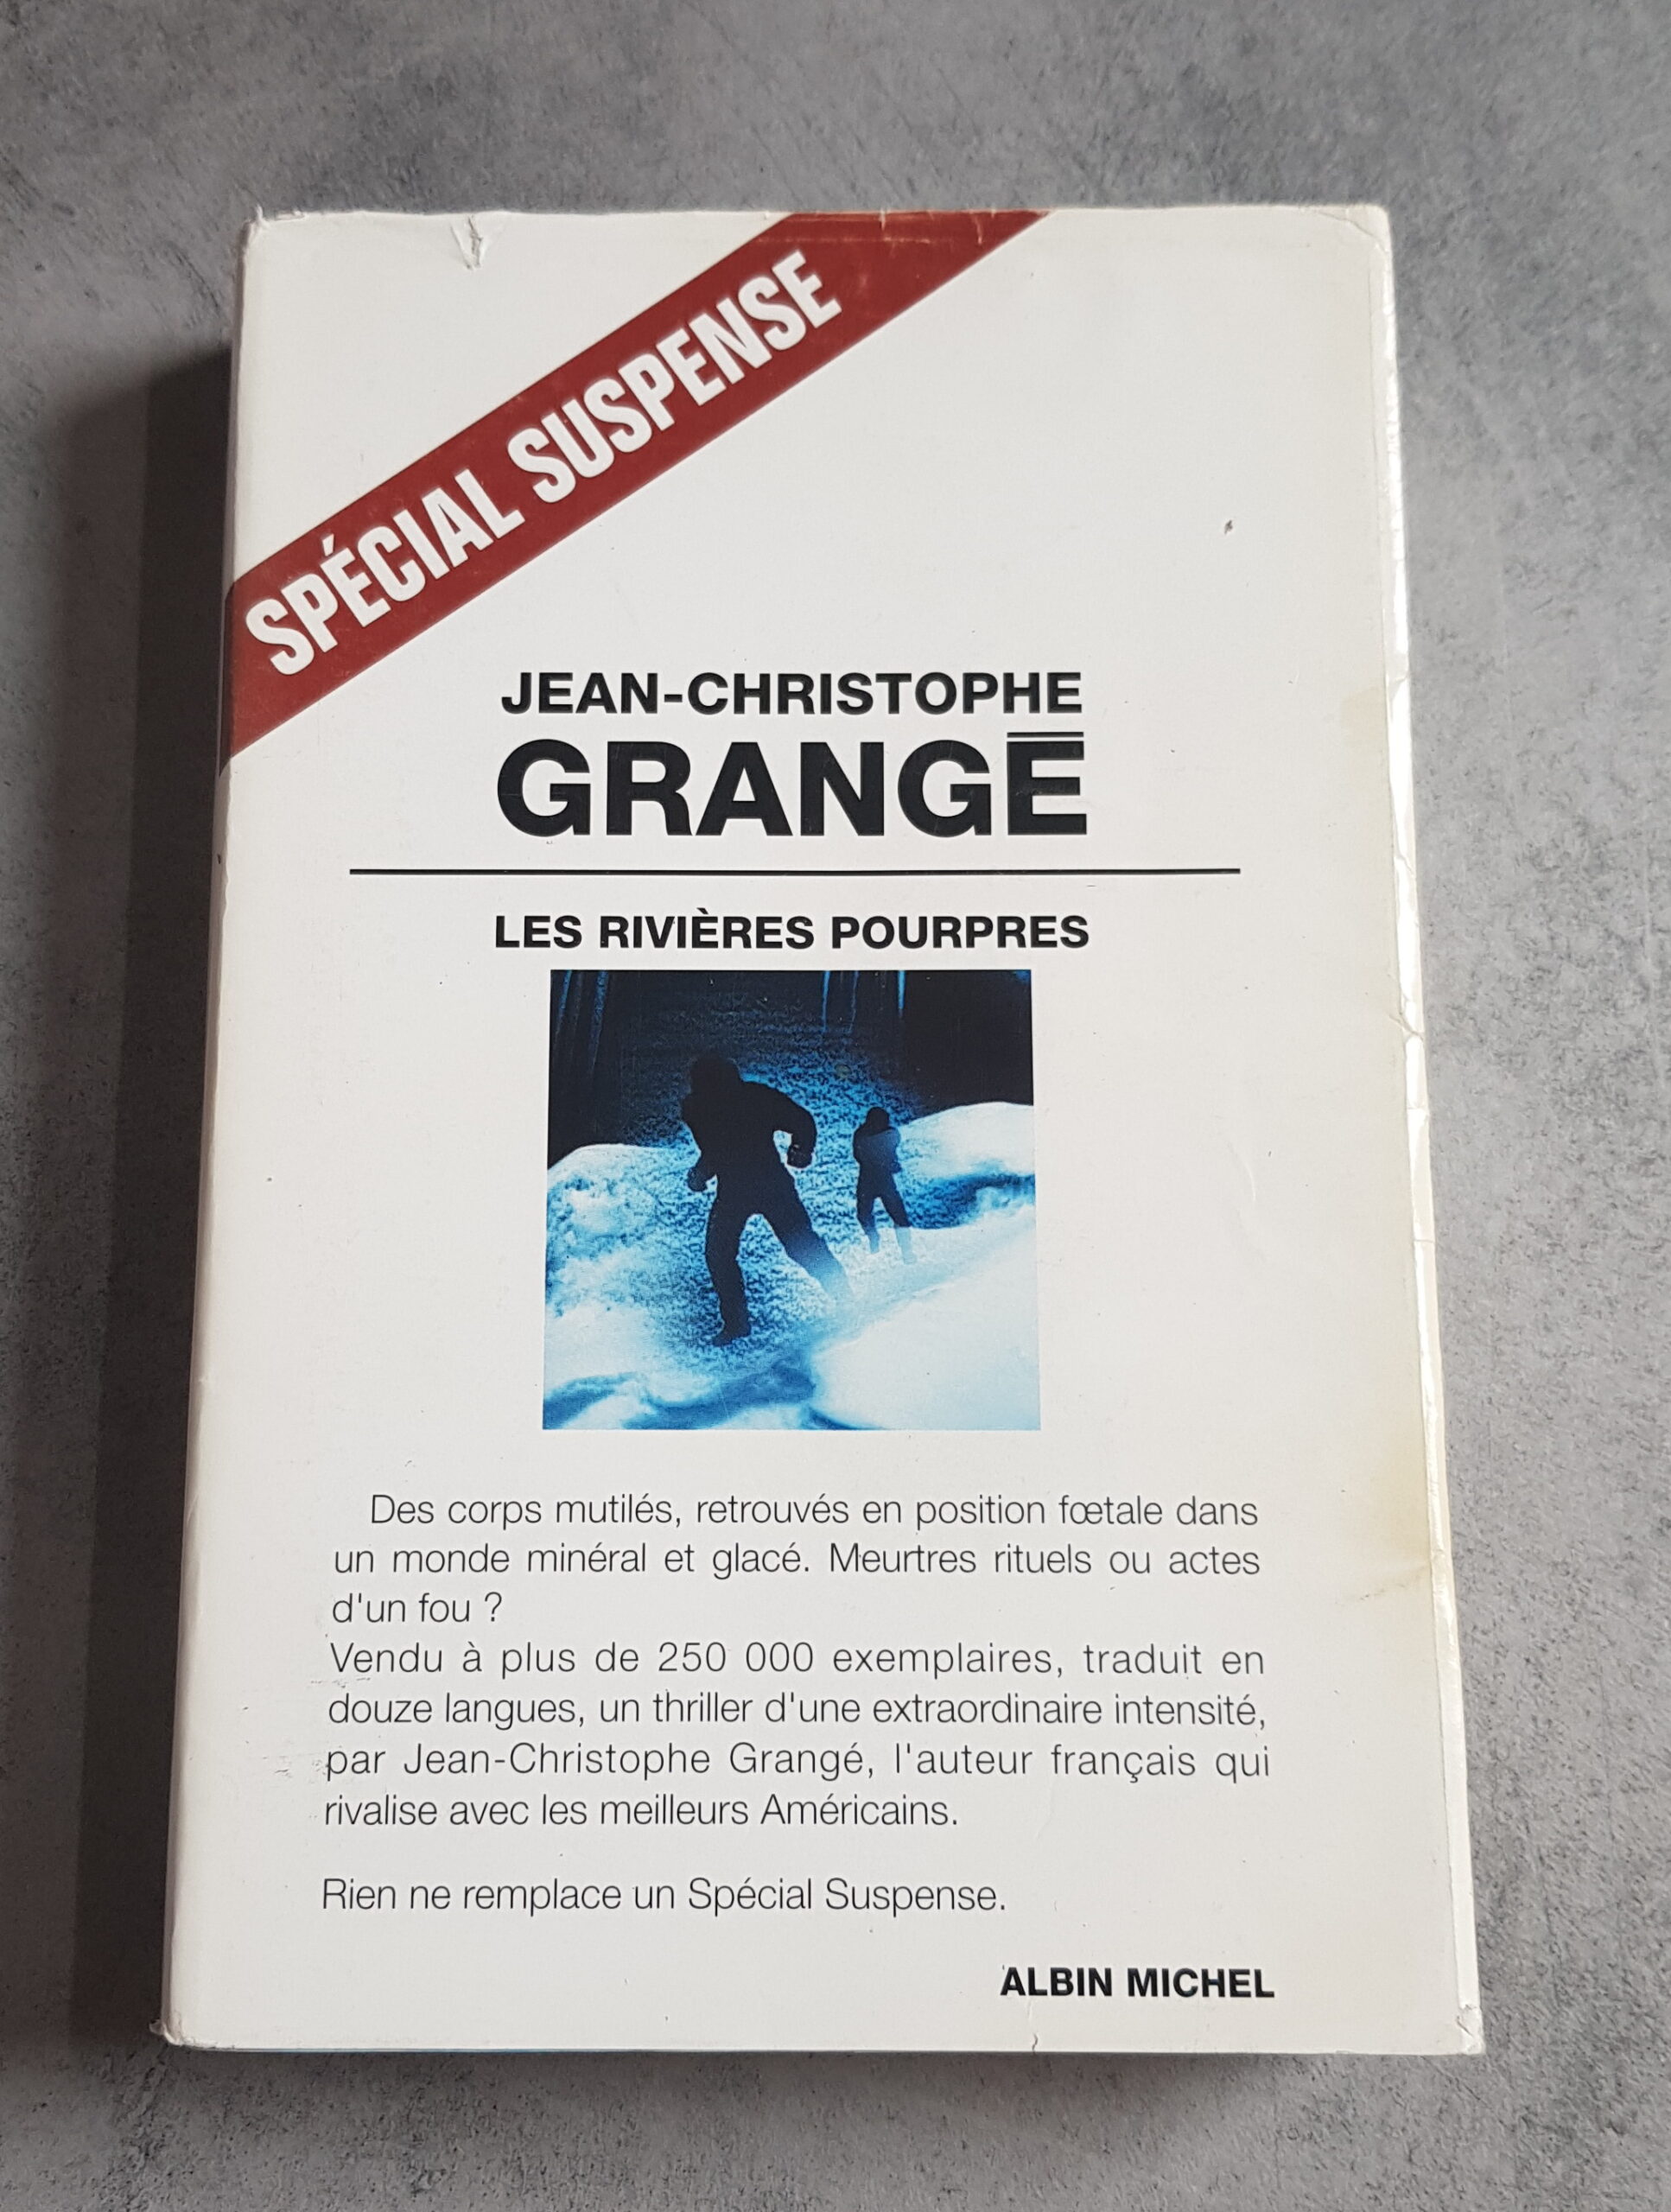 SPÉCIAL SUSPENSE
JEAN-CHRISTOPHE
GRANGÉ
LES RIVIÈRES POURPRES
Des corps mutilés, retrouvés en position fœtale dans
un monde minéral et glacé. Meurtres rituels ou actes
d'un fou ?
Vendu à plus de 250 000 exemplaires, traduit en
douze langues, un thriller d'une extraordinaire intensité,
par Jean-Christophe Grangé, l'auteur français qui
rivalise avec les meilleurs Américains.
Rien ne remplace un Spécial Suspense.
ALBIN MICHEL